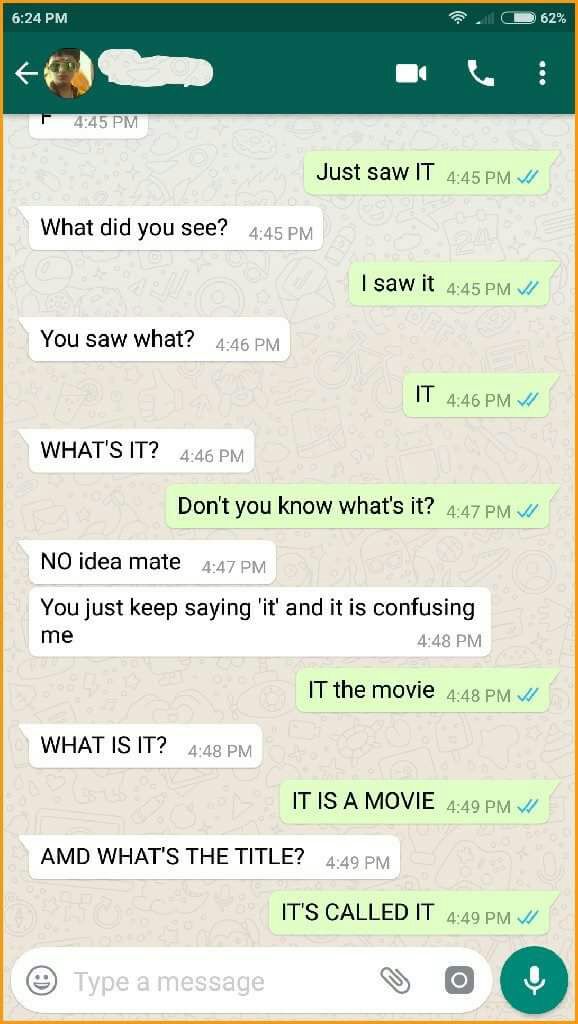 6:24 PM 62%
4:45 PM
Just saw IT 4:45 PM
What did you see? 4:45 PM
I saw it 4:45 PM
You saw what? 4:46 PM
IT 4:46 PM
WHAT'S IT? 4:46 PM
Don't you know what's it? 4:47 PM
NO idea mate 4:47 PM
You just keep saying 'it' and it is confusing
me 4:48 PM
IT the movie 4:48 PM
WHAT IS IT? 4:48 PM
IT IS A MOVIE 4:49 PM
AMD WHAT'S THE TITLE? 4:49 PM
IT'S CALLED IT 4:49 PM
Type a message